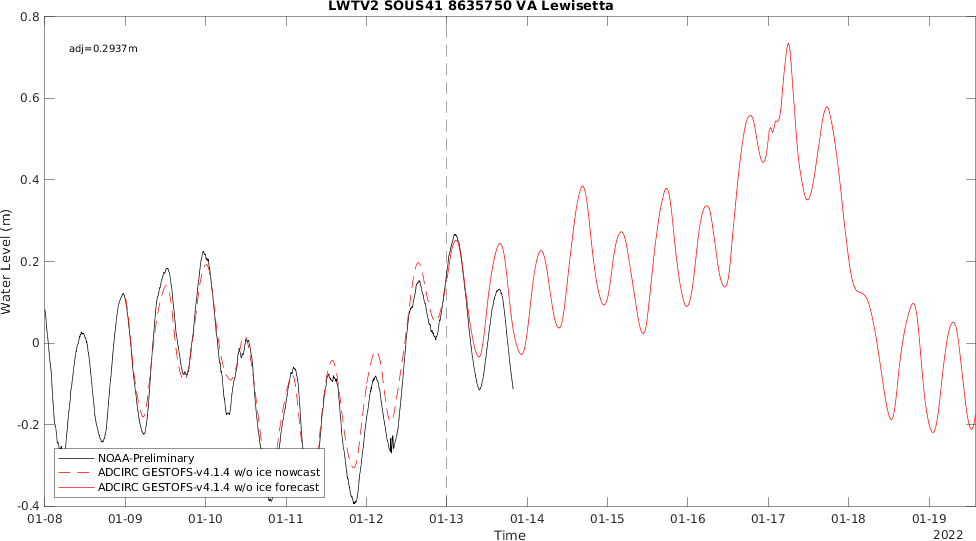 LWTV2 SOUS41 8635750 VA Lewisetta
adj=0.2937m
0.8
0.6
0.4
0.2
0
-0.2
-0.4
Water Level (m)
NOAA-Preliminary
ADCIRC GESTOFS-v4.1.4 w/o ice nowcast
ADCIRC GESTOFS-v4.1.4 w/o ice forecast
01-08 01-09 01-10 01-11 01-12 01-13 01-14 01-15 01-16 01-17 01-18 01-19
Time
2022